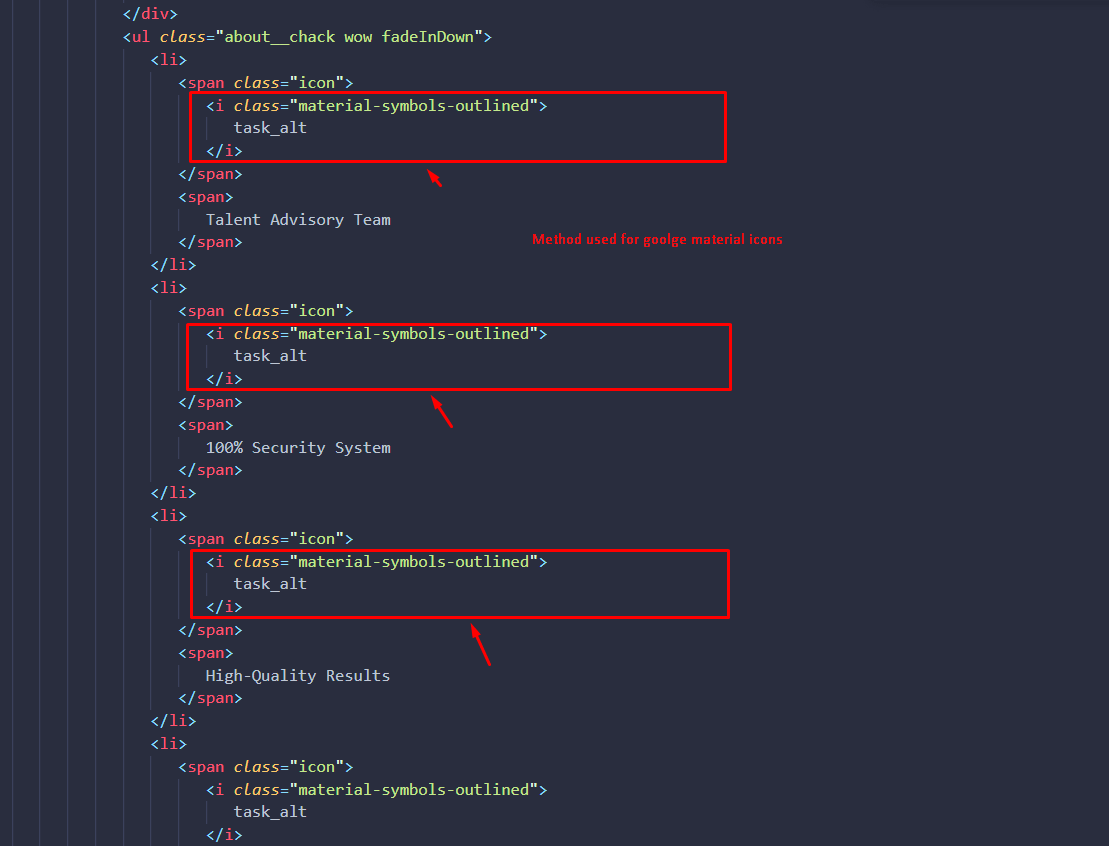 </div>
<ul class="about__chack wow fadeInDown">
<li>
<span class="icon">
<i class="material-symbols-outlined">
task_alt
</i>
</span>
<span>
Talent Advisory Team
</span>
Method used for goolge material icons
</li>
<li>
<span class="icon">
<i class="material-symbols-outlined">
task_alt
</i>
</span>
<span>
100% Security System
</span>
</li>
<li>
<span class="icon">
<i class="material-symbols-outlined">
task_alt
</i>
</span>
<span>
High-Quality Results
</span>
</li>
<li>
<span class="icon">
<i class="material-symbols-outlined">
task_alt
</i>